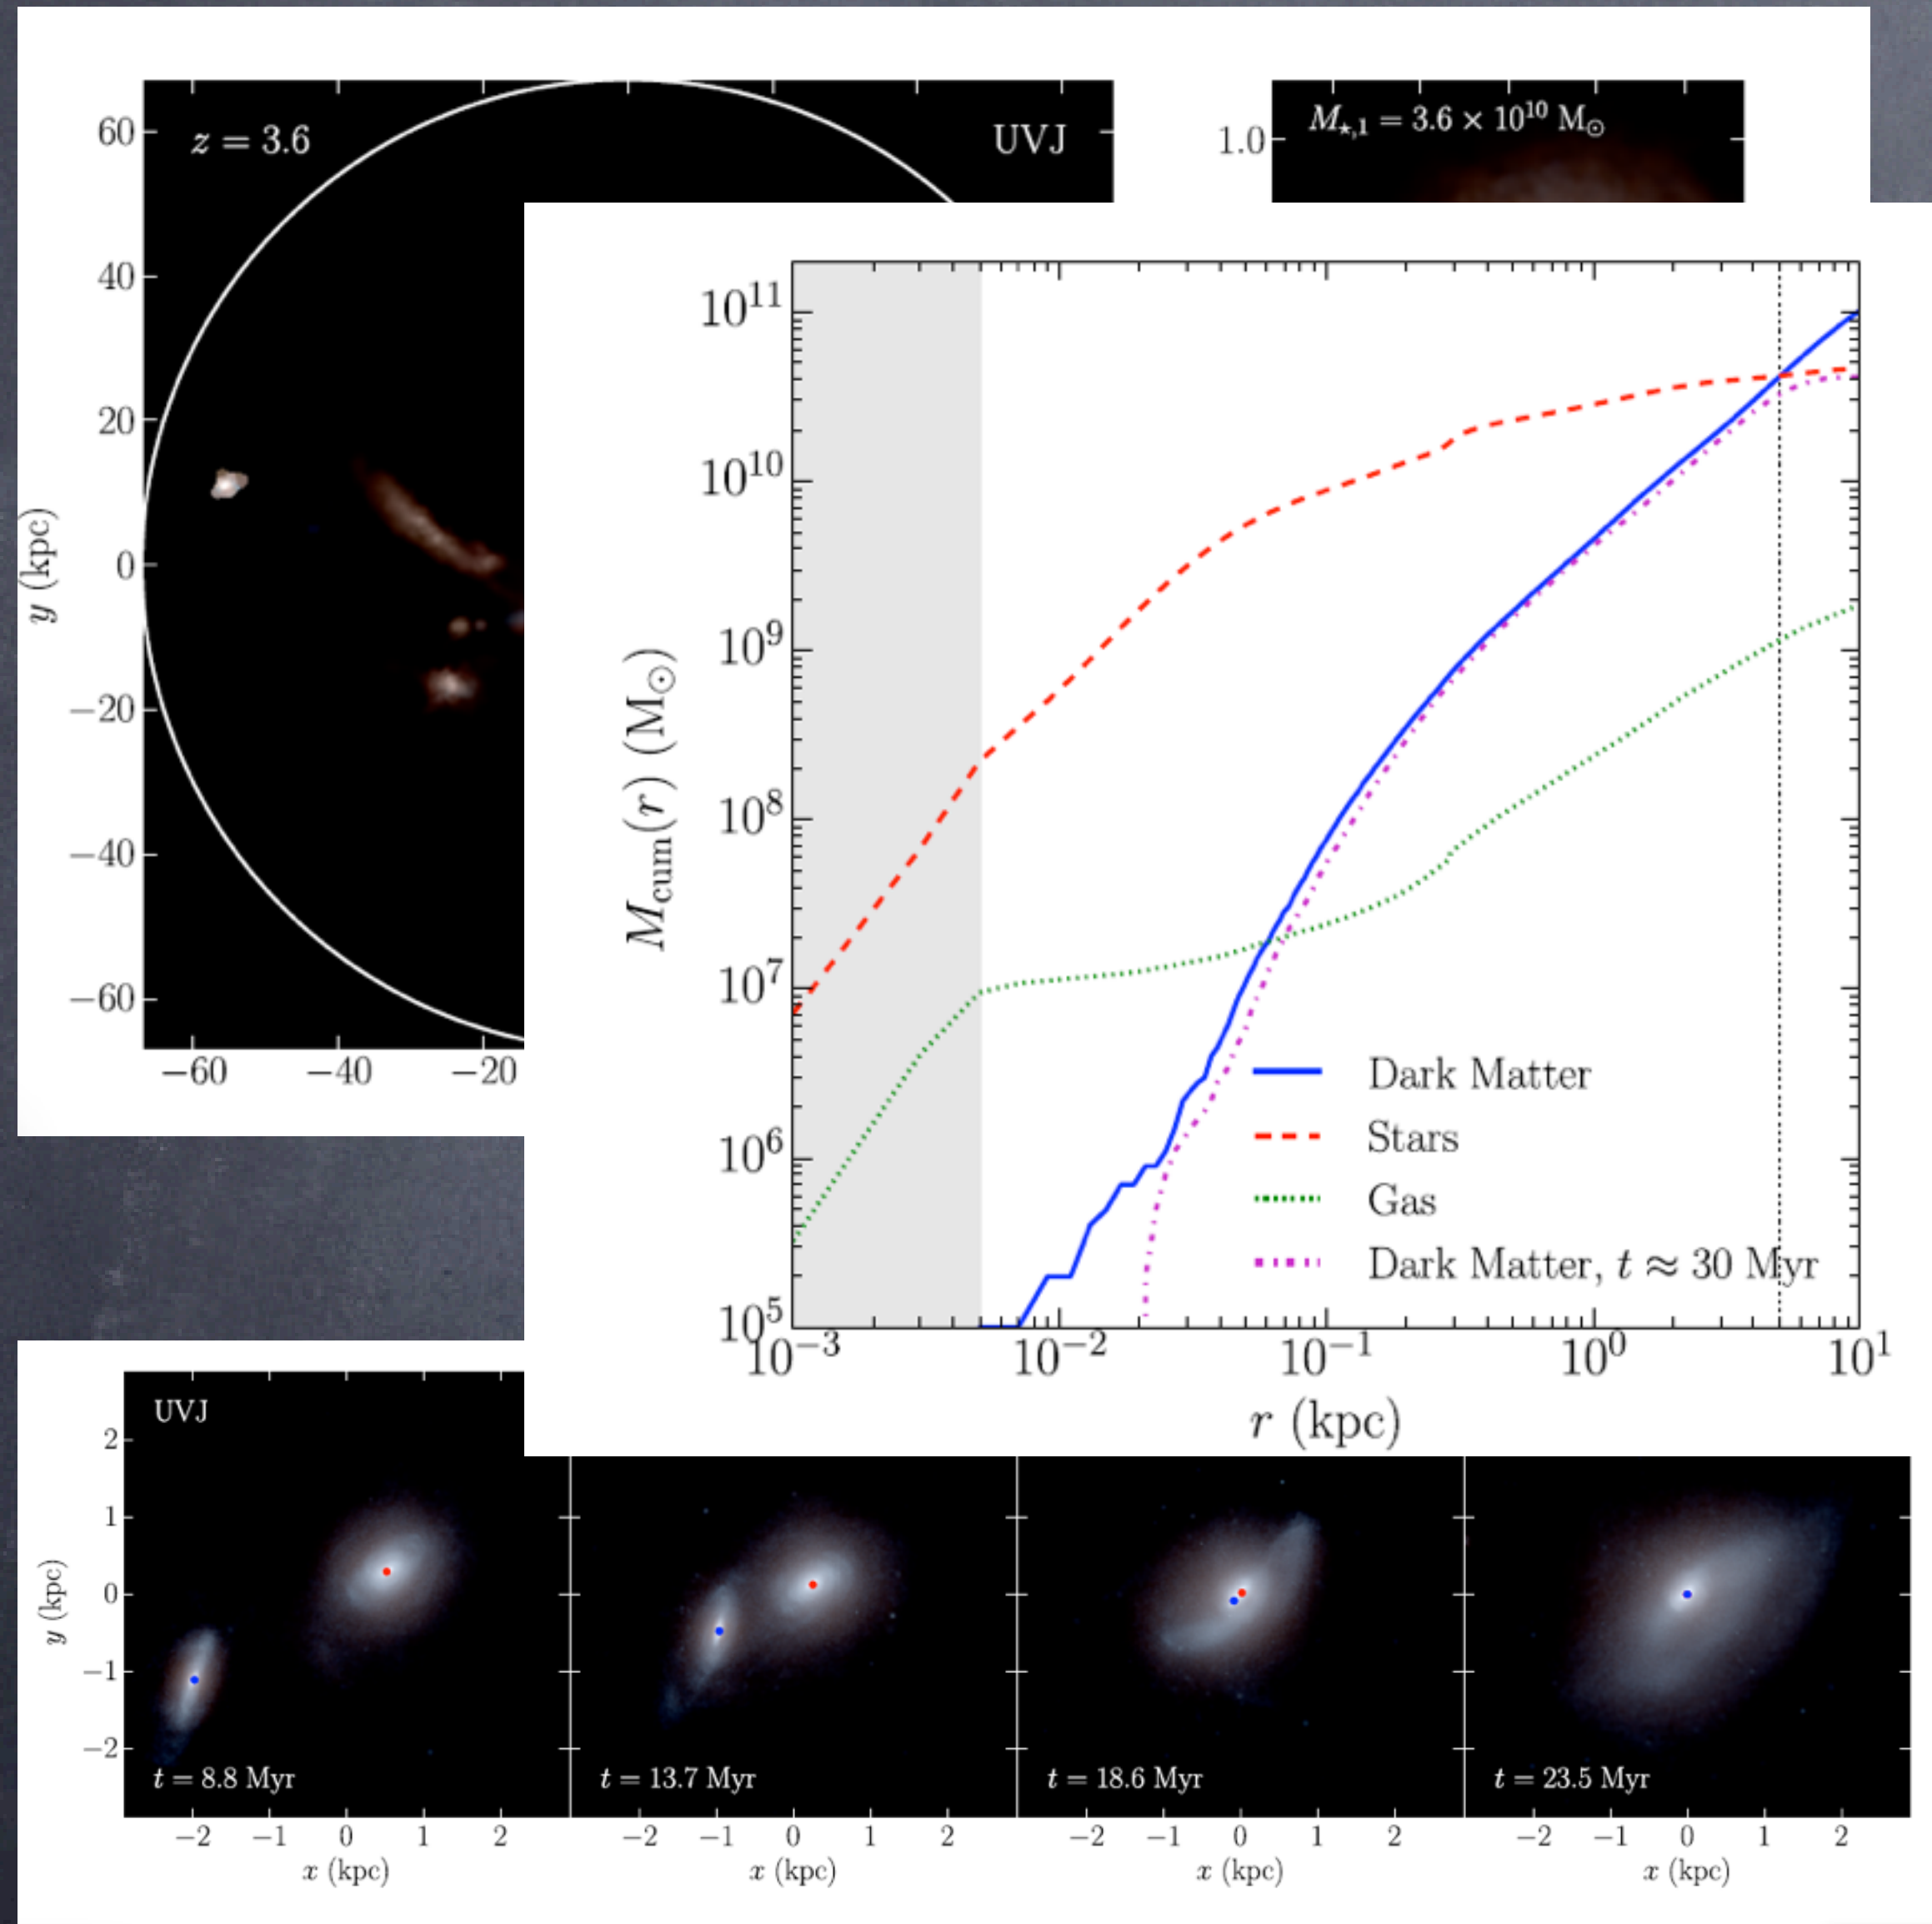 z = 3.6
UVJ
M⋆,1 = 3.6 × 10¹⁰ M⊙
60
40
20
0
−20
−40
−60
y (kpc)
−60 −40 −20
1.0
10¹¹
10¹⁰
10⁹
10⁸
10⁷
10⁶
10⁵
Mcum(r) (M⊙)
Dark Matter
Stars
Gas
Dark Matter, t ≈ 30 Myr
10⁻³ 10⁻² 10⁻¹ 10⁰ 10¹
r (kpc)
UVJ
2
1
0
−1
−2
y (kpc)
t = 8.8 Myr
t = 13.7 Myr
t = 18.6 Myr
t = 23.5 Myr
−2 −1 0 1 2
−2 −1 0 1 2
−2 −1 0 1 2
−2 −1 0 1 2
x (kpc)
x (kpc)
x (kpc)
x (kpc)